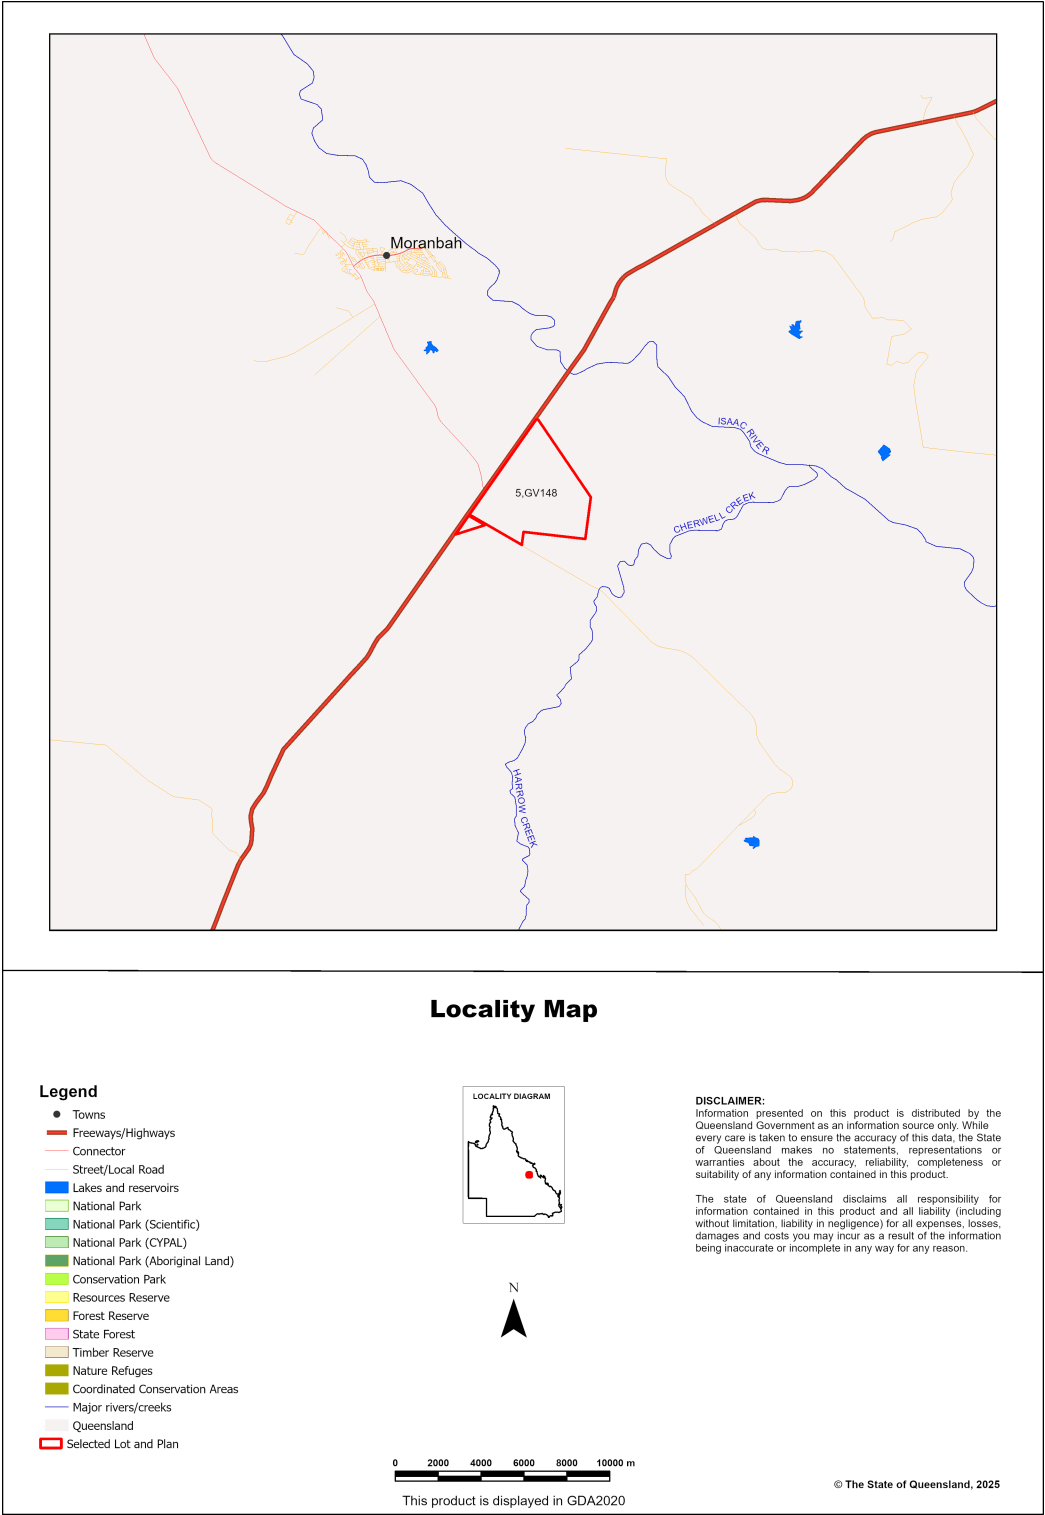 Moranbah
ISAAC RIVER
5,GV148
CHERWELL CREEK
HARROW CREEK
Locality Map
Legend
Towns
Freeways/Highways
Connector
Street/Local Road
Lakes and reservoirs
National Park
National Park (Scientific)
National Park (CYPAL)
National Park (Aboriginal Land)
Conservation Park
Resources Reserve
Forest Reserve
State Forest
Timber Reserve
Nature Refuges
Coordinated Conservation Areas
Major rivers/creeks
Queensland
Selected Lot and Plan
LOCALITY DIAGRAM
N
0 2000 4000 6000 8000 10000 m
This product is displayed in GDA2020
DISCLAIMER:
Information presented on this product is distributed by the
Queensland Government as an information source only. While
every care is taken to ensure the accuracy of this data, the State
of Queensland makes no statements, representations or
warranties about the accuracy, reliability, completeness or
suitability of any information contained in this product.
The state of Queensland disclaims all responsibility for
information contained in this product and all liability (including
without limitation, liability in negligence) for all expenses, losses,
damages and costs you may incur as a result of the information
being inaccurate or incomplete in any way for any reason.
© The State of Queensland, 2025